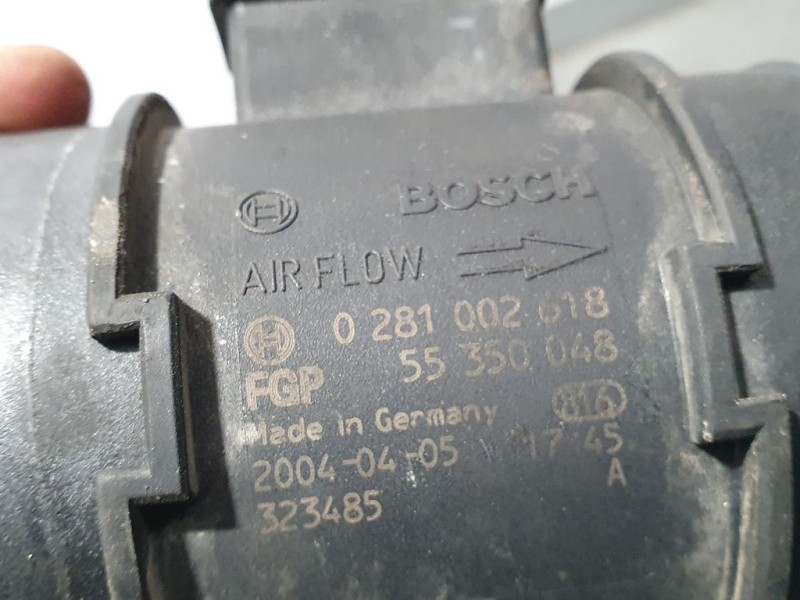 BOSCH
AIR FLOW
0 281 002 618
55 350 048
FGP
Made in Germany 816
2004-04-05 17:45
A
323485